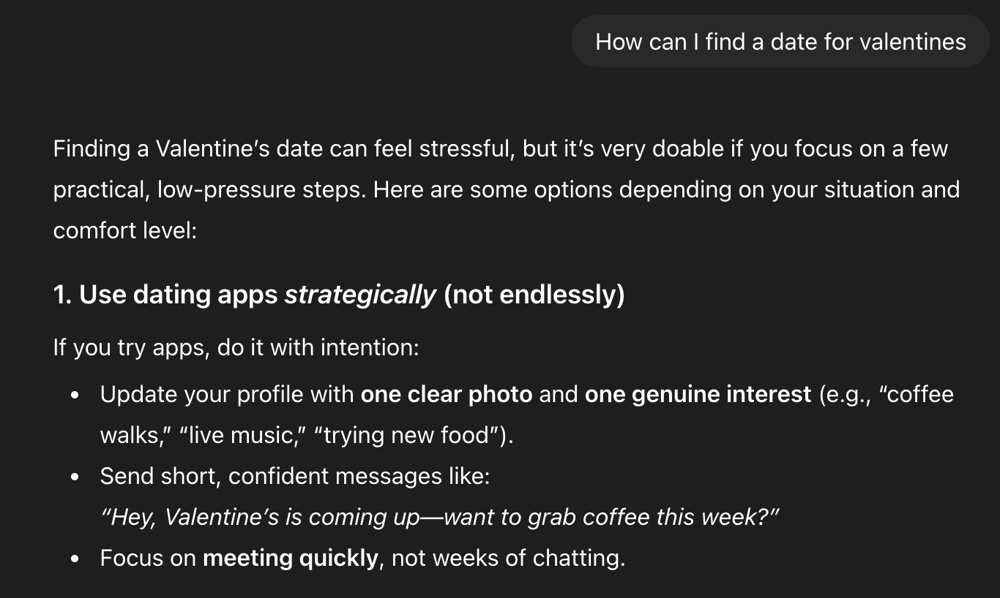 How can I find a date for valentines
Finding a Valentine’s date can feel stressful, but it’s very doable if you focus on a few
practical, low-pressure steps. Here are some options depending on your situation and
comfort level:
1. Use dating apps strategically (not endlessly)
If you try apps, do it with intention:
• Update your profile with one clear photo and one genuine interest (e.g., “coffee
walks,” “live music,” “trying new food”).
• Send short, confident messages like:
“Hey, Valentine’s is coming up—want to grab coffee this week?”
• Focus on meeting quickly, not weeks of chatting.